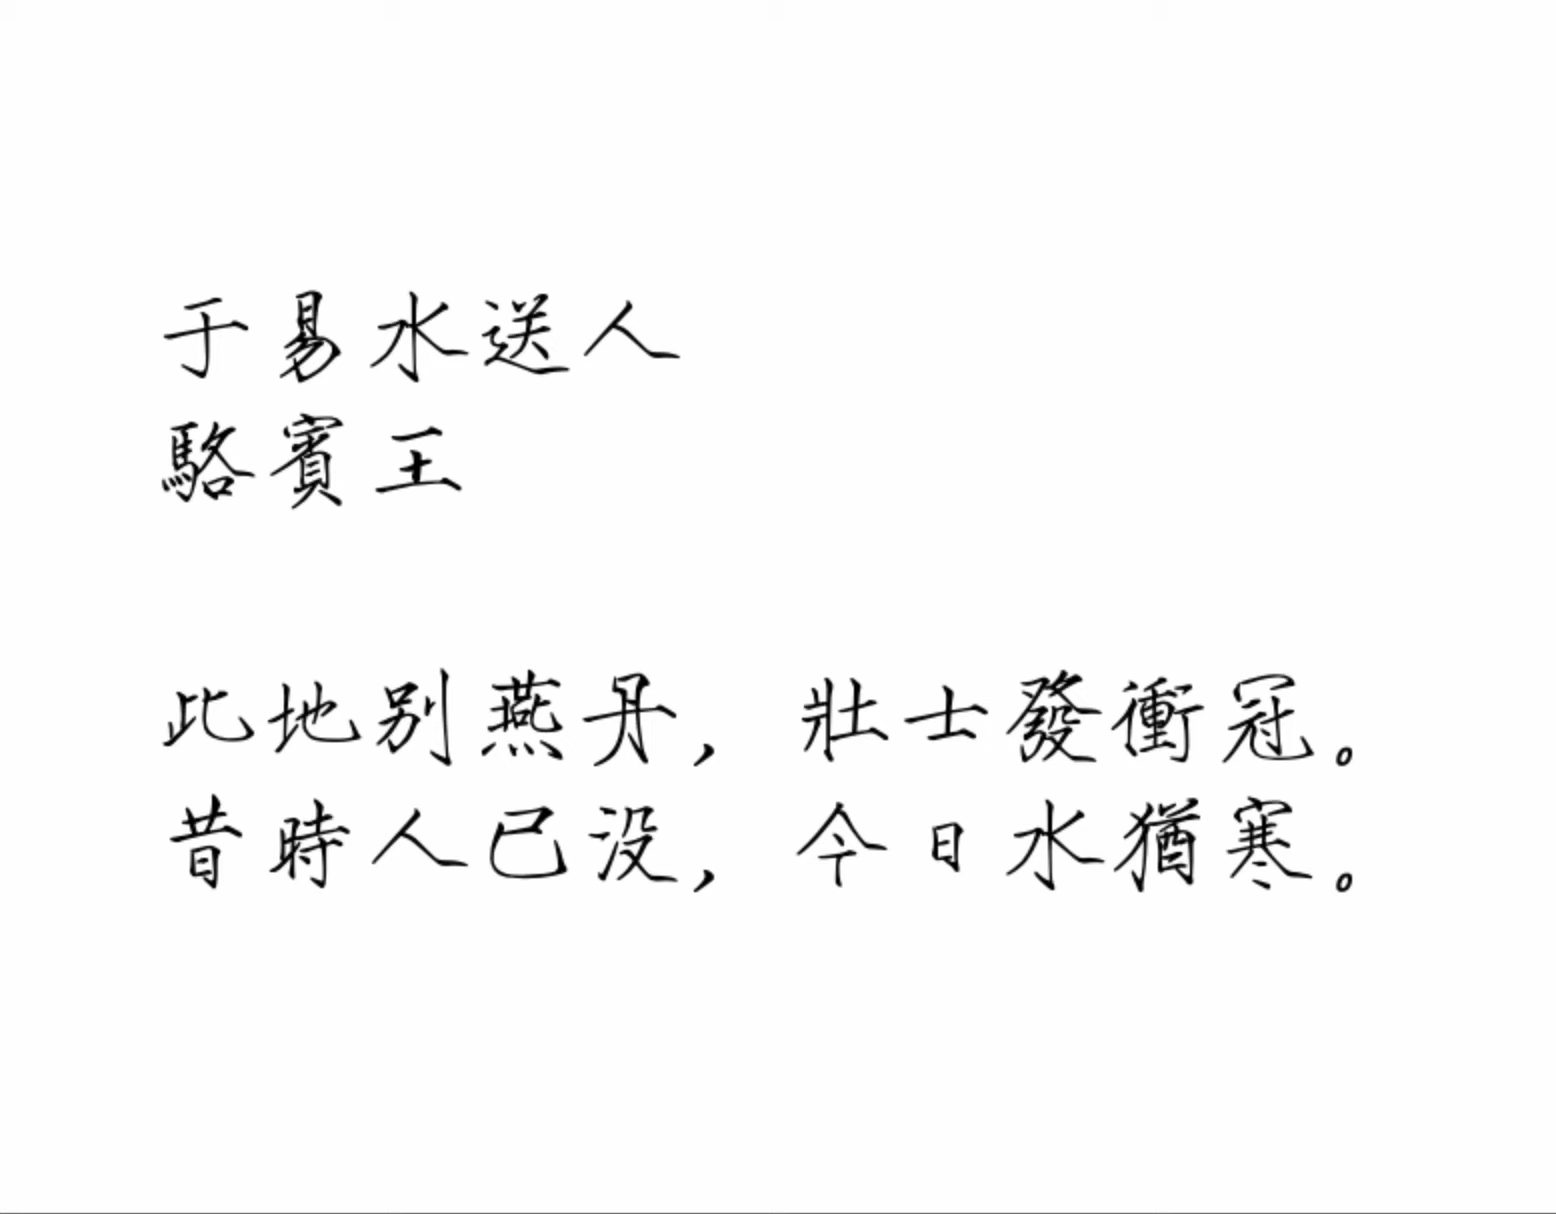 于易水送人
駱賓王
此地別燕丹，壯士發衝冠。
昔時人已没，今日水猶寒。